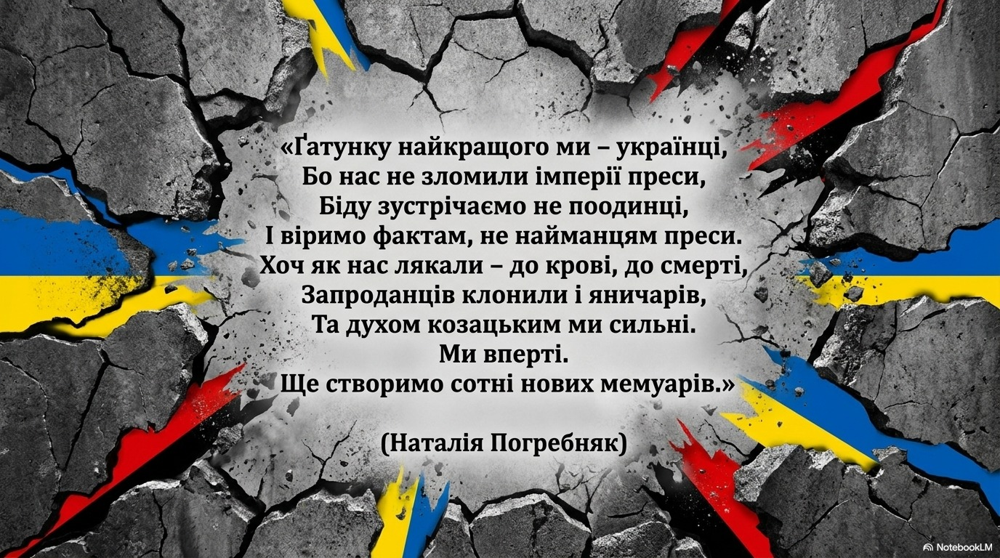 «Ґатунку найкращого ми – українці,
Бо нас не зломили імперії преси,
Біду зустрічаємо не поодинці,
І віримо фактам, не найманцям преси.
Хоч як нас лякали – до крові, до смерті,
Запроданців клонили і яничарів,
Та духом козацьким ми сильні.
Ми вперті.
Ще створимо сотні нових мемуарів.»
(Наталія Погребняк)
NotebookLM